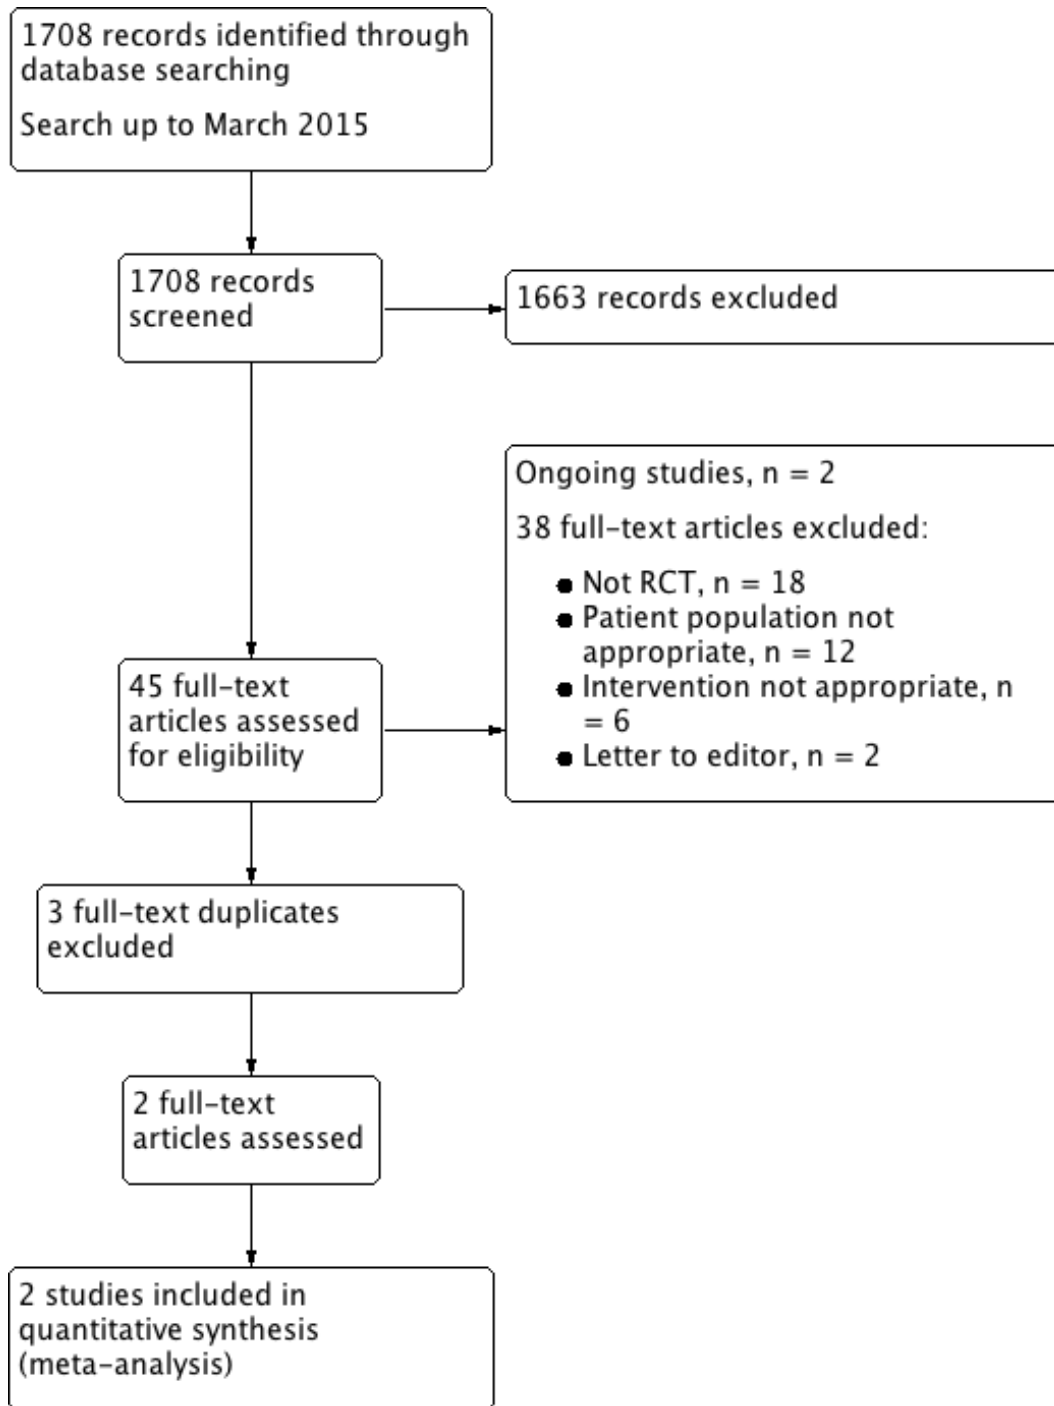 1708 records identified through
database searching
Search up to March 2015
1708 records
screened
1663 records excluded
Ongoing studies, n = 2
38 full-text articles excluded:
● Not RCT, n = 18
● Patient population not
appropriate, n = 12
● Intervention not appropriate, n
= 6
● Letter to editor, n = 2
45 full-text
articles assessed
for eligibility
3 full-text duplicates
excluded
2 full-text
articles assessed
2 studies included in
quantitative synthesis
(meta-analysis)